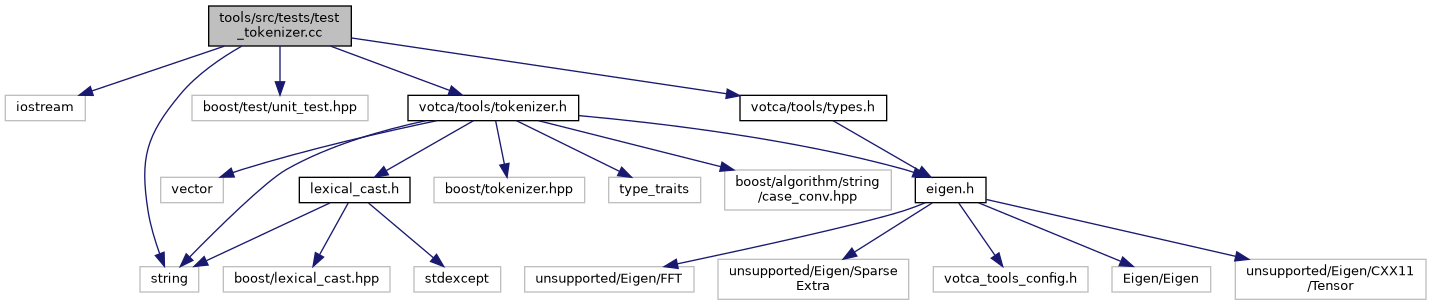 tools/src/tests/test
_tokenizer.cc
iostream
boost/test/unit_test.hpp
votca/tools/tokenizer.h
votca/tools/types.h
vector
lexical_cast.h
boost/tokenizer.hpp
type_traits
boost/algorithm/string
/case_conv.hpp
eigen.h
string
boost/lexical_cast.hpp
stdexcept
unsupported/Eigen/FFT
unsupported/Eigen/Sparse
Extra
votca_tools_config.h
Eigen/Eigen
unsupported/Eigen/CXX11
/Tensor